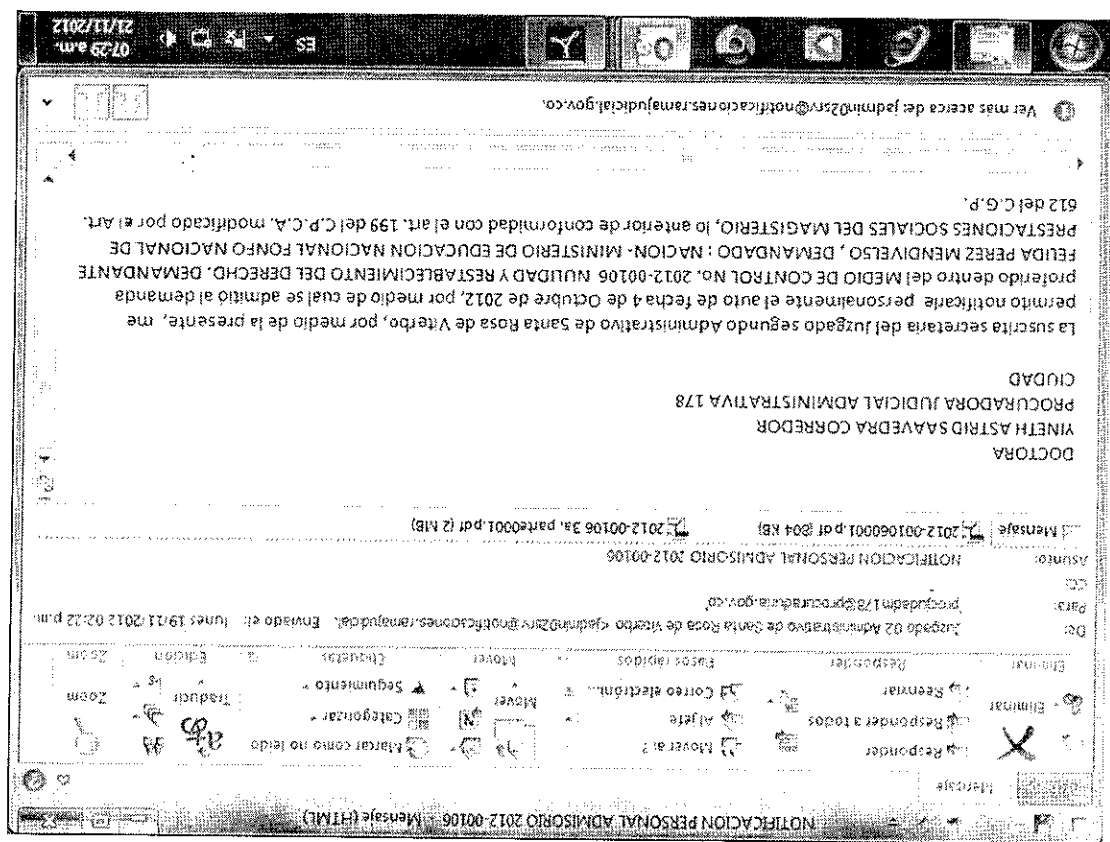 NOTIFICACION PERSONAL ADMISORIO 2012-00106 - Mensaje (HTML)
Mensaje
Eliminar
Responder
Responder a todos
Reenviar
Mover a: ?
Al jefe
Correo electróni...
Mover
Marcar como no leído
Categorizar
Seguimiento
Traducir
Zoom
Eliminar
Responder
Pasos rápidos
Mover
Etiquetas
Edición
Zoom
De: Juzgado 02 Administrativo de Santa Rosa de Viterbo <jadmin02srv@notificaciones.ramajudicial. Enviado el: lunes 19/11/2012 02:22 p.m.
Para: procjudadm178@procuraduria.gov.co
CC:
Asunto: NOTIFICACION PERSONAL ADMISORIO 2012-00106
Mensaje 2012-001060001.pdf (804 KB) 2012-00106 3a. parte0001.pdf (2 MB)
DOCTORA
YINETH ASTRID SAAVEDRA CORREDOR
PROCURADORA JUDICIAL ADMINISTRATIVA 178
CIUDAD
La suscrita secretaria del Juzgado segundo Administrativo de Santa Rosa de Viterbo, por medio de la presente, me
permito notificarle personalmente el auto de fecha 4 de Octubre de 2012, por medio de cual se admitió al demanda
proferido dentro del MEDIO DE CONTROL No. 2012-00106 NULIDAD Y RESTABLECIMIENTO DEL DERECHO. DEMANDANTE
FELIDA PEREZ MENDIVELSO , DEMANDADO : NACION- MINISTERIO DE EDUCACION NACIONAL FONFO NACIONAL DE
PRESTACIONES SOCIALES DEL MAGISTERIO, lo anterior de conformidad con el art. 199 del C.P.C.A. modificado por el Art.
612 del C.G.P.
Ver más acerca de: jadmin02srv@notificaciones.ramajudicial.gov.co.
ES
07:29 a.m.
21/11/2012